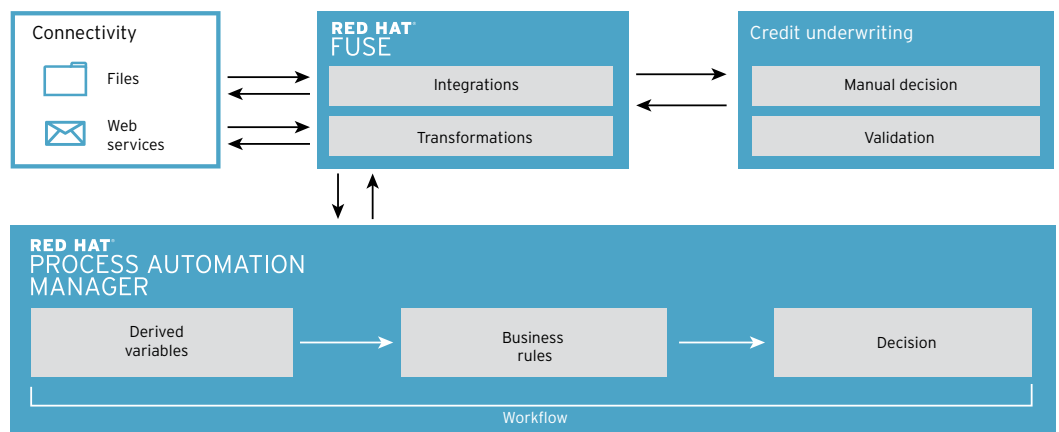 Connectivity
Files
Web
services
RED HAT®
FUSE
Integrations
Transformations
Credit underwriting
Manual decision
Validation
RED HAT®
PROCESS AUTOMATION
MANAGER
Derived
variables
Business
rules
Decision
Workflow